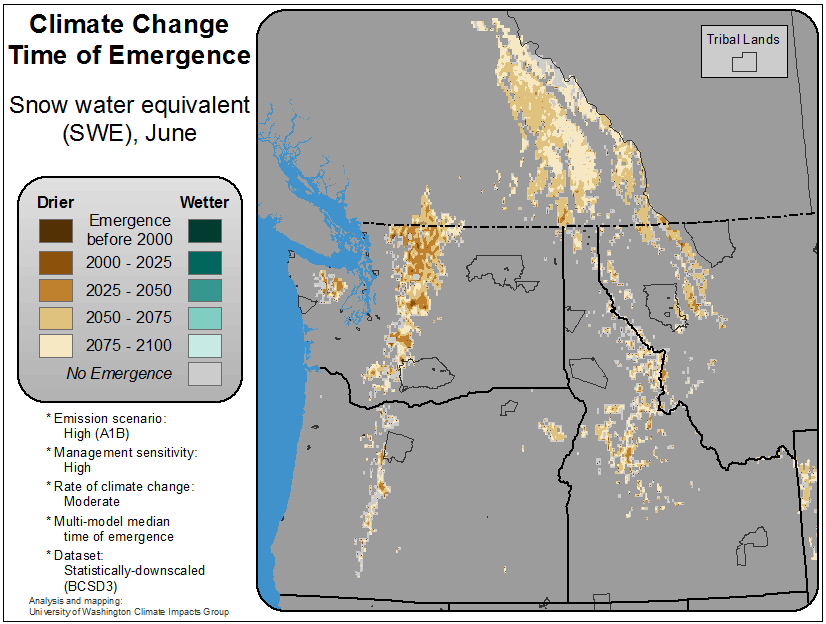 Climate Change
Time of Emergence
Snow water equivalent
(SWE), June
Drier
Wetter
Emergence
before 2000
2000 - 2025
2025 - 2050
2050 - 2075
2075 - 2100
No Emergence
* Emission scenario:
High (A1B)
* Management sensitivity:
High
* Rate of climate change:
Moderate
* Multi-model median
time of emergence
* Dataset:
Statistically-downscaled
(BCSD3)
Analysis and mapping:
University of Washington Climate Impacts Group
Tribal Lands